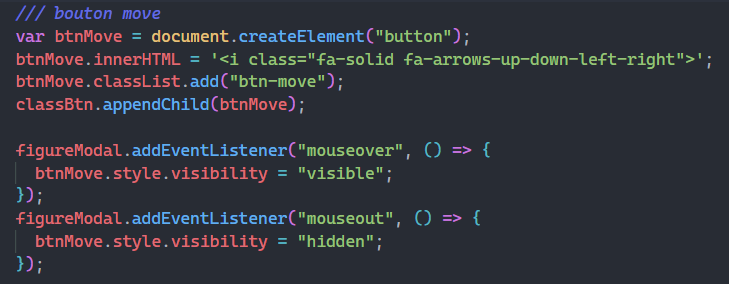 /// bouton move
var btnMove = document.createElement("button");
btnMove.innerHTML = '<i class="fa-solid fa-arrows-up-down-left-right">';
btnMove.classList.add("btn-move");
classBtn.appendChild(btnMove);

figureModal.addEventListener("mouseover", () => {
  btnMove.style.visibility = "visible";
});
figureModal.addEventListener("mouseout", () => {
  btnMove.style.visibility = "hidden";
});